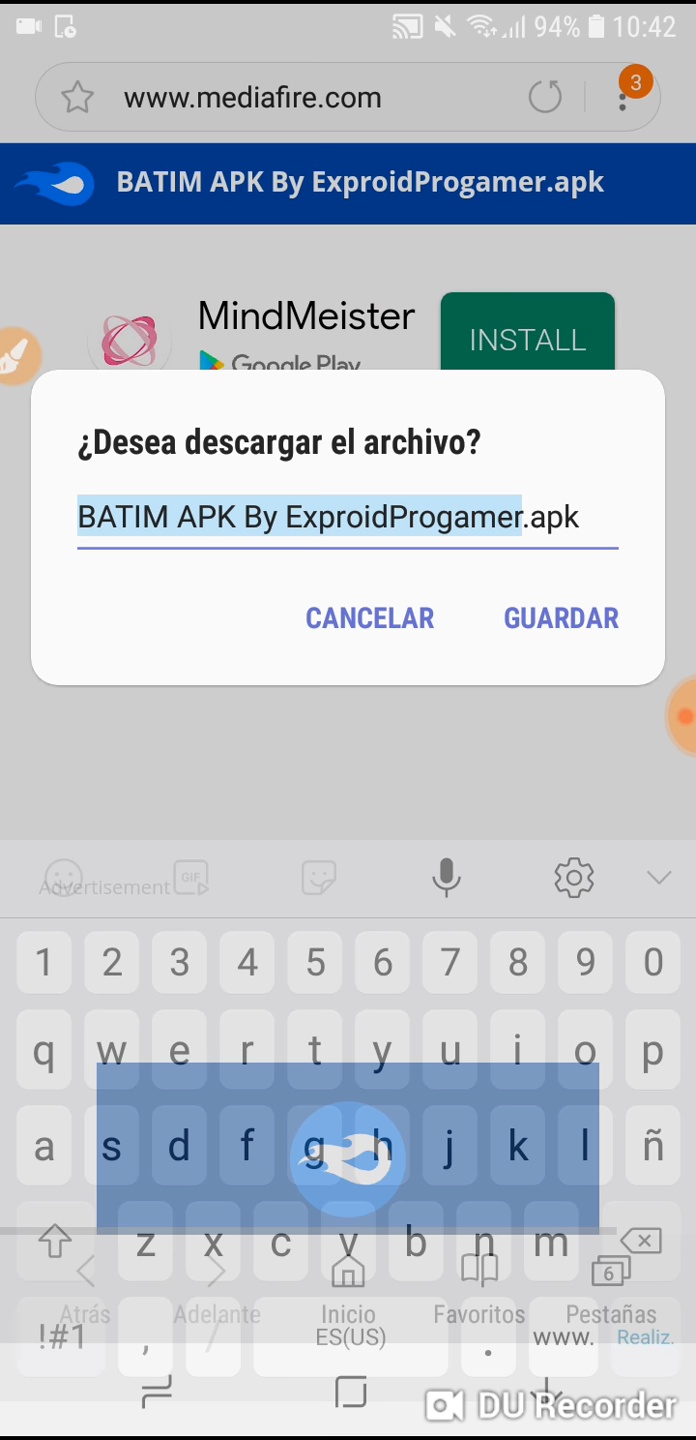 94% 10:42
www.mediafire.com
3
BATIM APK By ExproidProgamer.apk
MindMeister
Google Play
INSTALL
¿Desea descargar el archivo?
BATIM APK By ExproidProgamer.apk
CANCELAR GUARDAR
Advertisement GIF
1 2 3 4 5 6 7 8 9 0
q w e r t y u i o p
a s d f g h j k l ñ
z x c v b n m
6
Atrás Adelante Inicio Favoritos Pestañas
!#1 , / ES(US) . www. Realiz.
DU Recorder